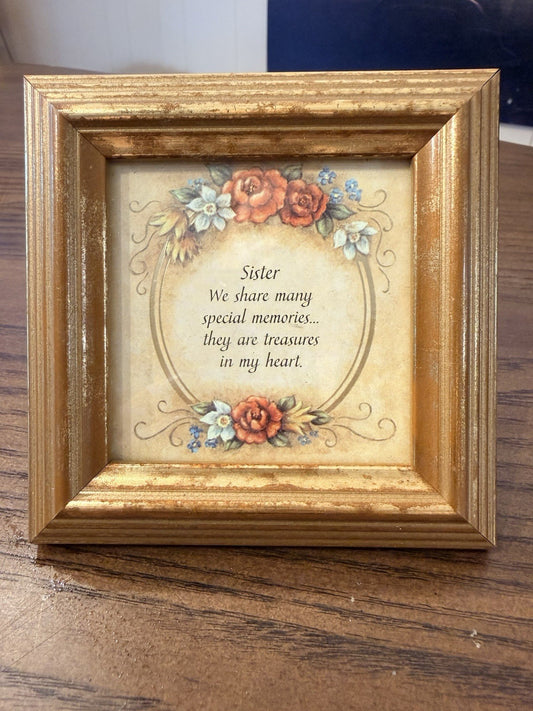 Sister
We share many
special memories...
they are treasures
in my heart.